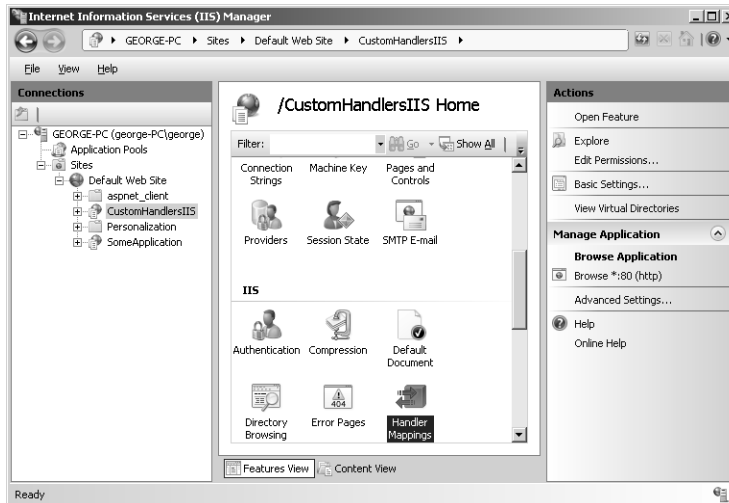 Internet Information Services (IIS) Manager
GEORGE-PC ▸ Sites ▸ Default Web Site ▸ CustomHandlersIIS ▸
File View Help
Connections
GEORGE-PC (george-PC\george)
Application Pools
Sites
Default Web Site
aspnet_client
CustomHandlersIIS
Personalization
SomeApplication
/CustomHandlersIIS Home
Filter: Go Show All
Connection Strings
Machine Key
Pages and Controls
Providers
Session State
SMTP E-mail
IIS
Authentication
Compression
Default Document
Directory Browsing
404
Error Pages
Handler Mappings
Features View
Content View
Actions
Open Feature
Explore
Edit Permissions...
Basic Settings...
View Virtual Directories
Manage Application
Browse Application
Browse *:80 (http)
Advanced Settings...
Help
Online Help
Ready